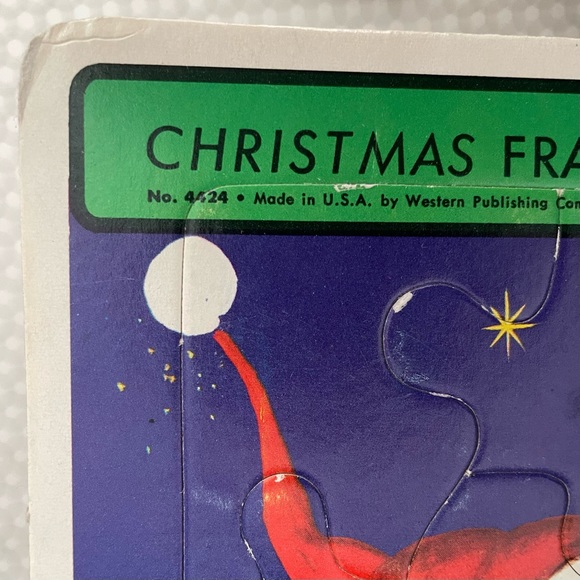 CHRISTMAS FRA
No. 4424 • Made in U.S.A. by Western Publishing Com